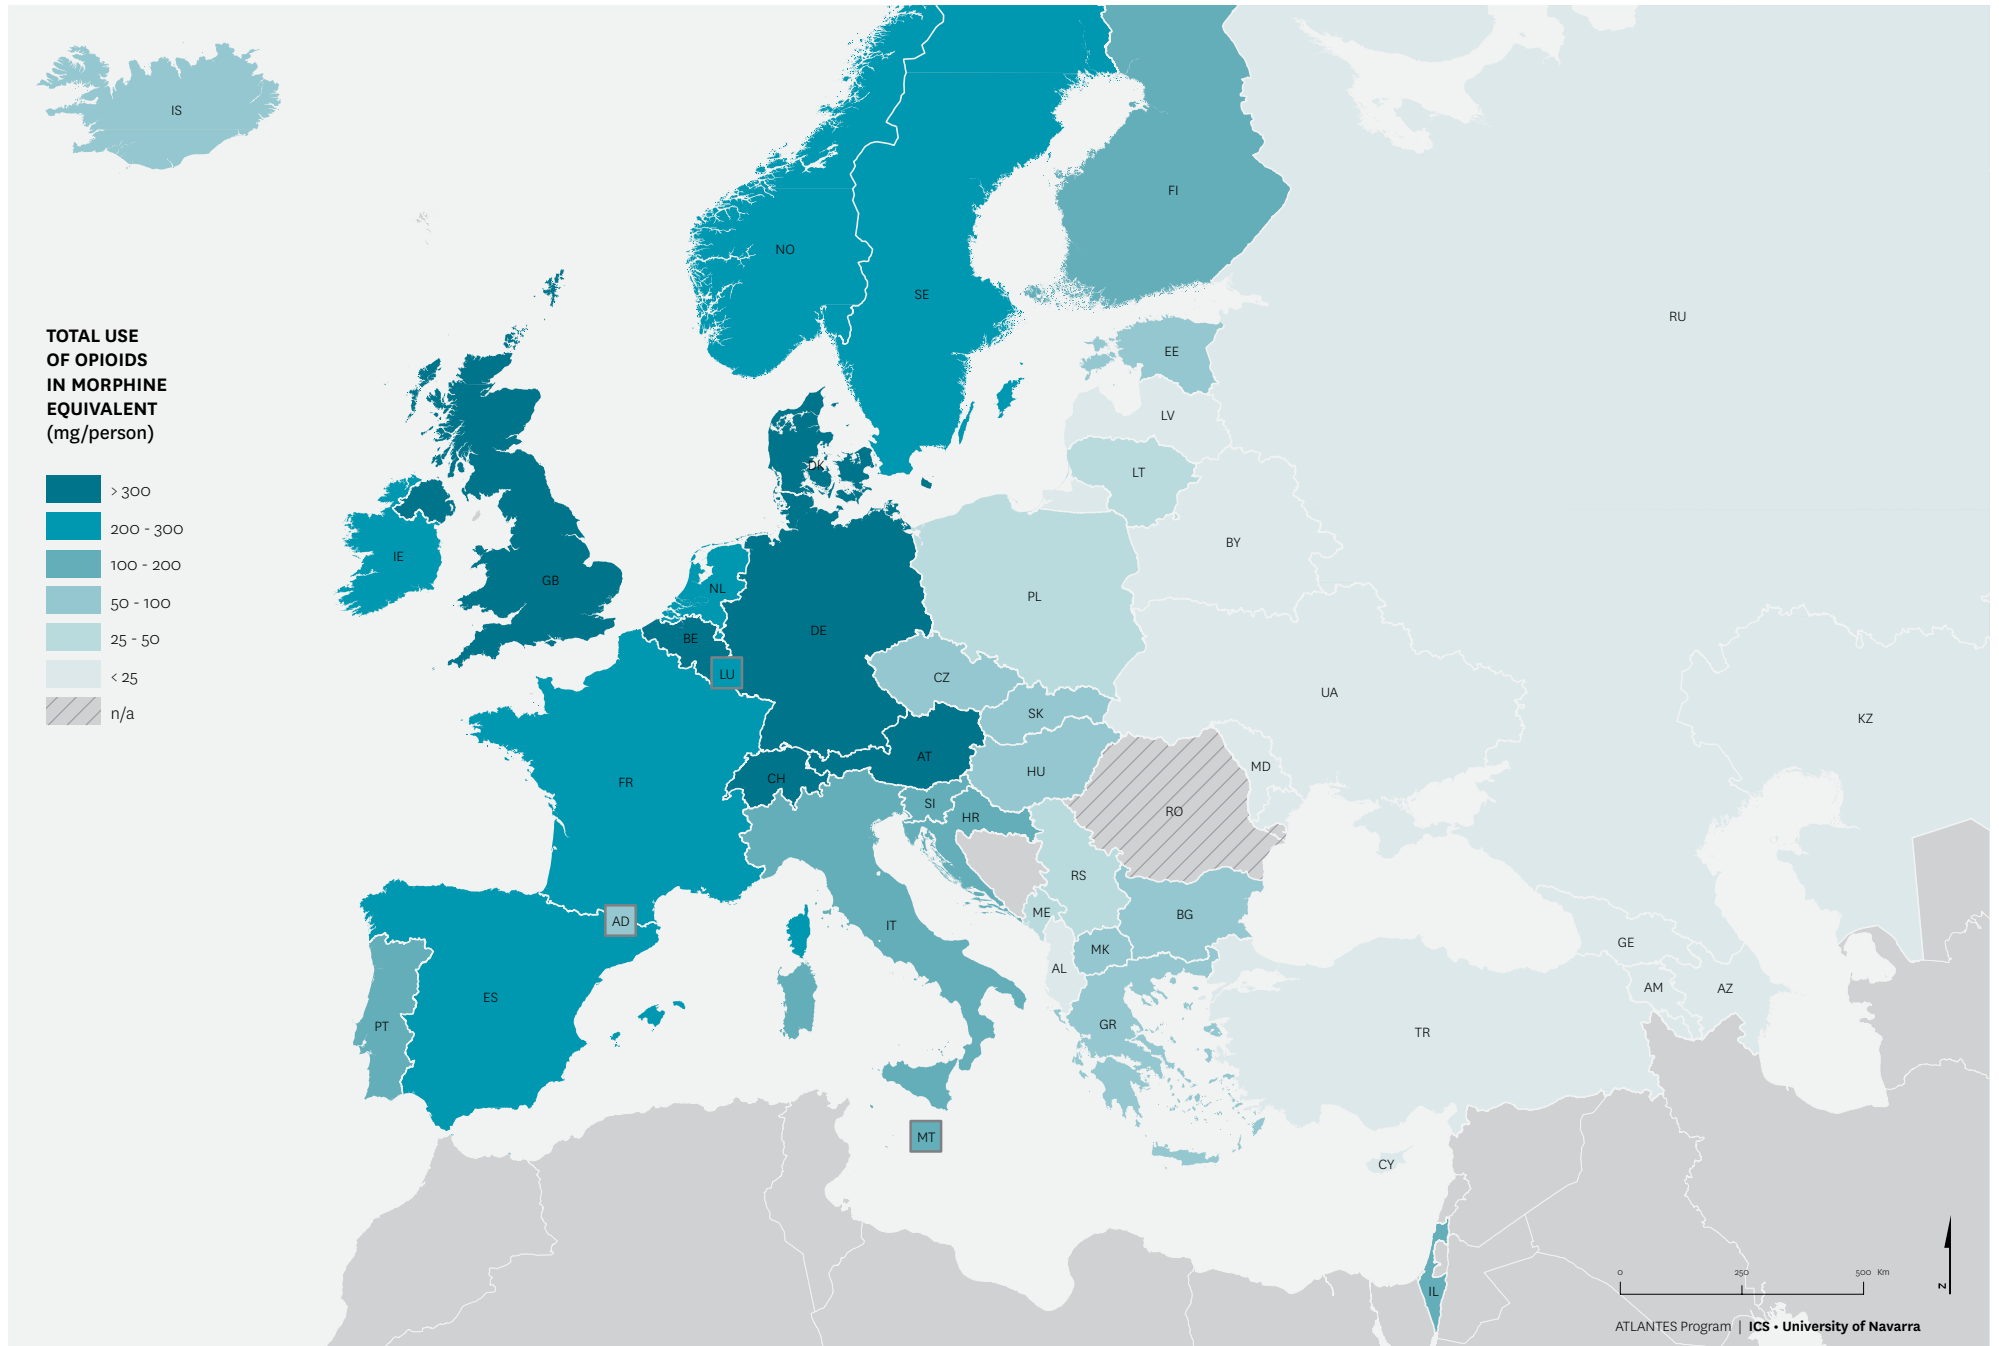 IS
FI
NO
SE
RU
TOTAL USE
OF OPIOIDS
IN MORPHINE
EQUIVALENT
(mg/person)
> 300
200 - 300
100 - 200
50 - 100
25 - 50
< 25
n/a
EE
LV
LT
DK
BY
IE
GB
NL
PL
BE
DE
LU
CZ
UA
SK
KZ
AT
HU
MD
CH
FR
SI
HR
RO
RS
ME
BG
AD
IT
MK
GE
AL
AM
AZ
ES
PT
GR
TR
MT
CY
IL
0 250 500 Km
N
ATLANTES Program | ICS • University of Navarra